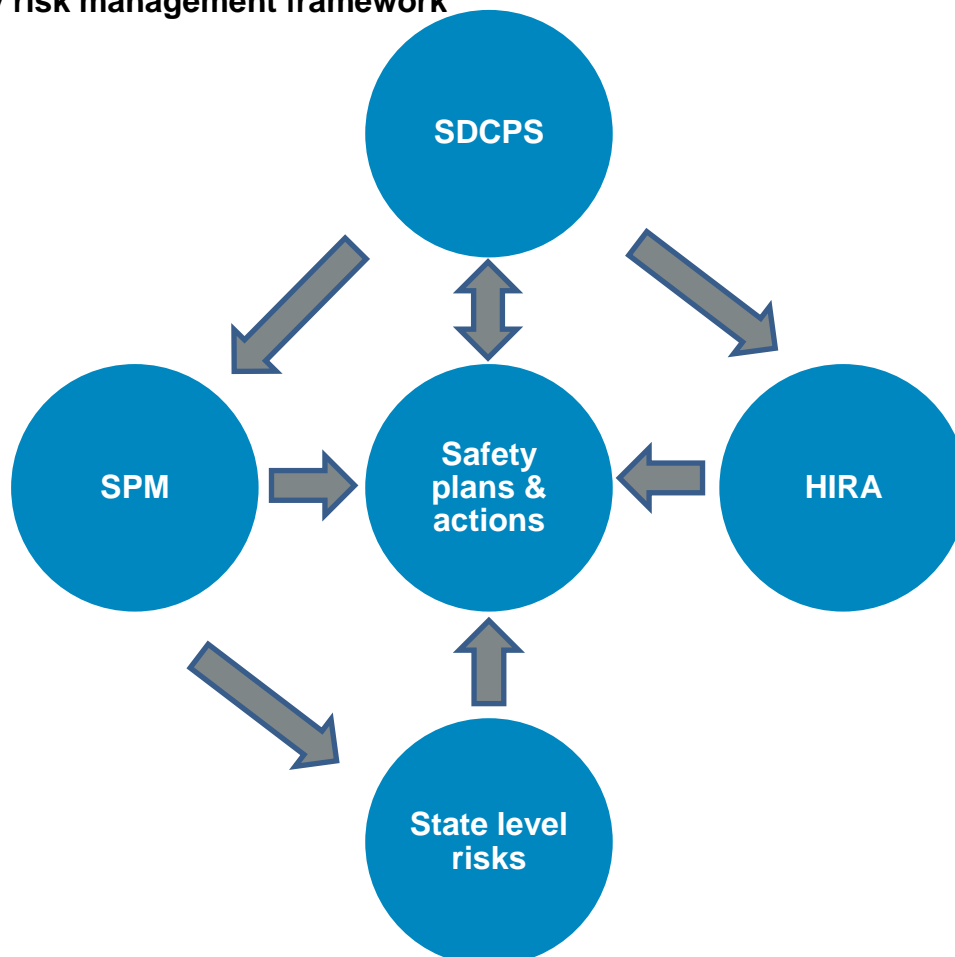 risk management framework
SDCPS
SPM
Safety
plans &
actions
HIRA
State level
risks